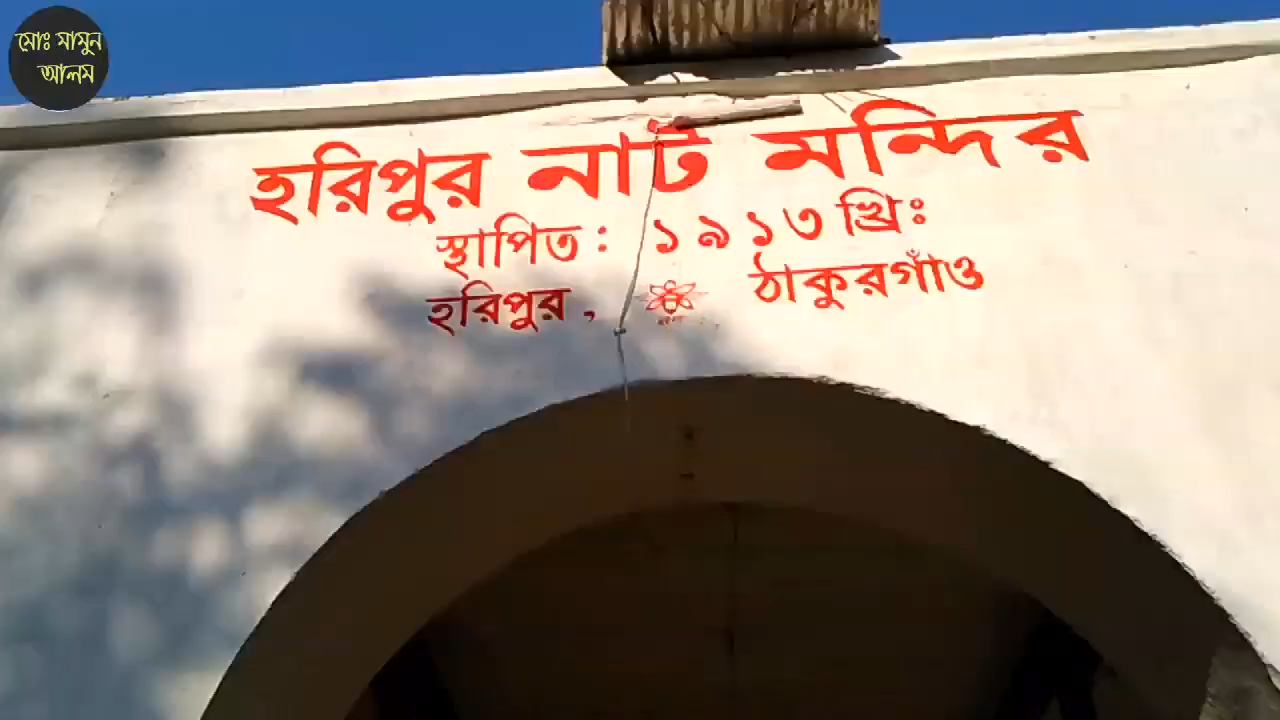 মোঃ মামুন
আলম
হরিপুর নাট মন্দির
স্থাপিত : ১৯১৩ খ্রিঃ
হরিপুর, ঠাকুরগাঁও